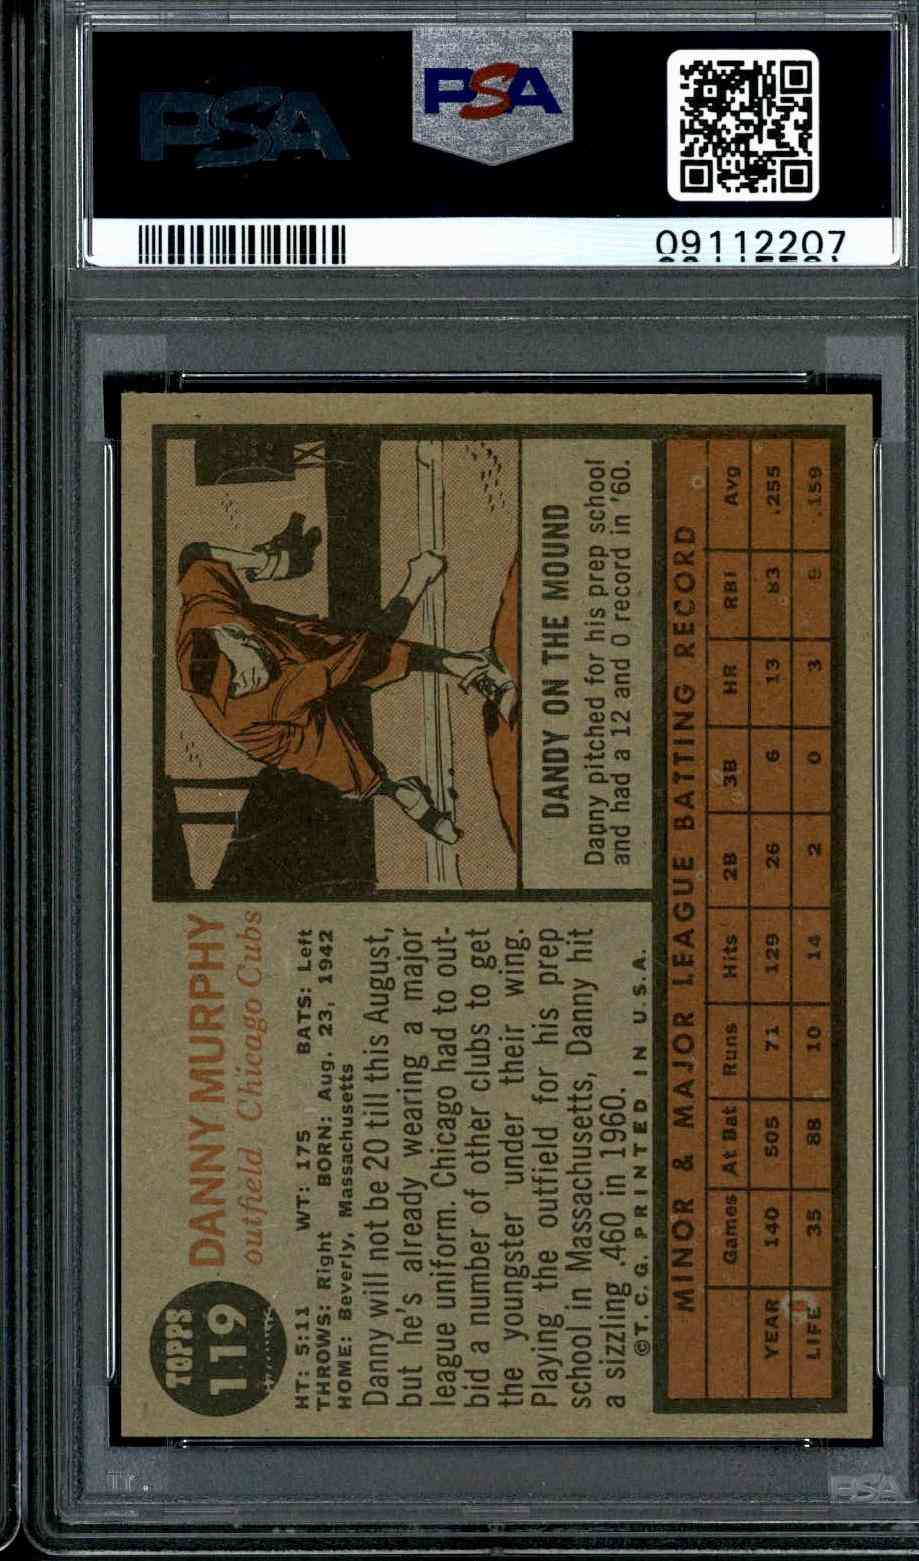 PSA
PSA
09112207
TOPPS
119
DANNY MURPHY
outfield Chicago Cubs
HT: 5:11 WT: 175 BATS: Left
THROWS: Right BORN: Aug. 23, 1942
HOME: Beverly, Massachusetts
Danny will not be 20 till this August,
but he's already wearing a major
league uniform. Chicago had to out-
bid a number of other clubs to get
the youngster under their wing.
Playing the outfield for his prep
school in Massachusetts, Danny hit
a sizzling .460 in 1960.
©T. C. G. PRINTED IN U. S. A.
DANDY ON THE MOUND
Danny pitched for his prep school
and had a 12 and 0 record in '60.
MINOR & MAJOR LEAGUE BATTING RECORD
Games At Bat Runs Hits 2B 3B HR RBI Avg
YEAR 140 505 71 129 26 6 13 83 .255
LIFE 35 88 10 14 2 0 3 .159
PSA